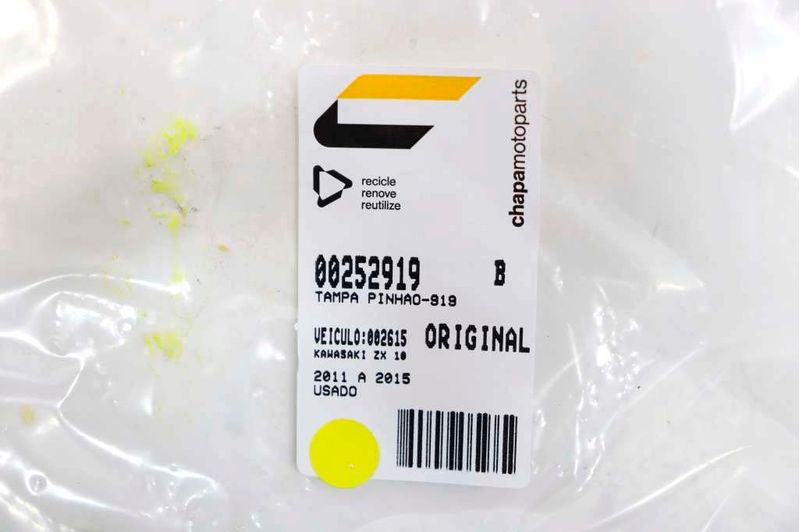 chapamotoparts
recicle
renove
reutilize
00252919 B
TAMPA PINHAO-919
VEICULO:002615 ORIGINAL
KAWASAKI ZX 10
2011 A 2015
USADO